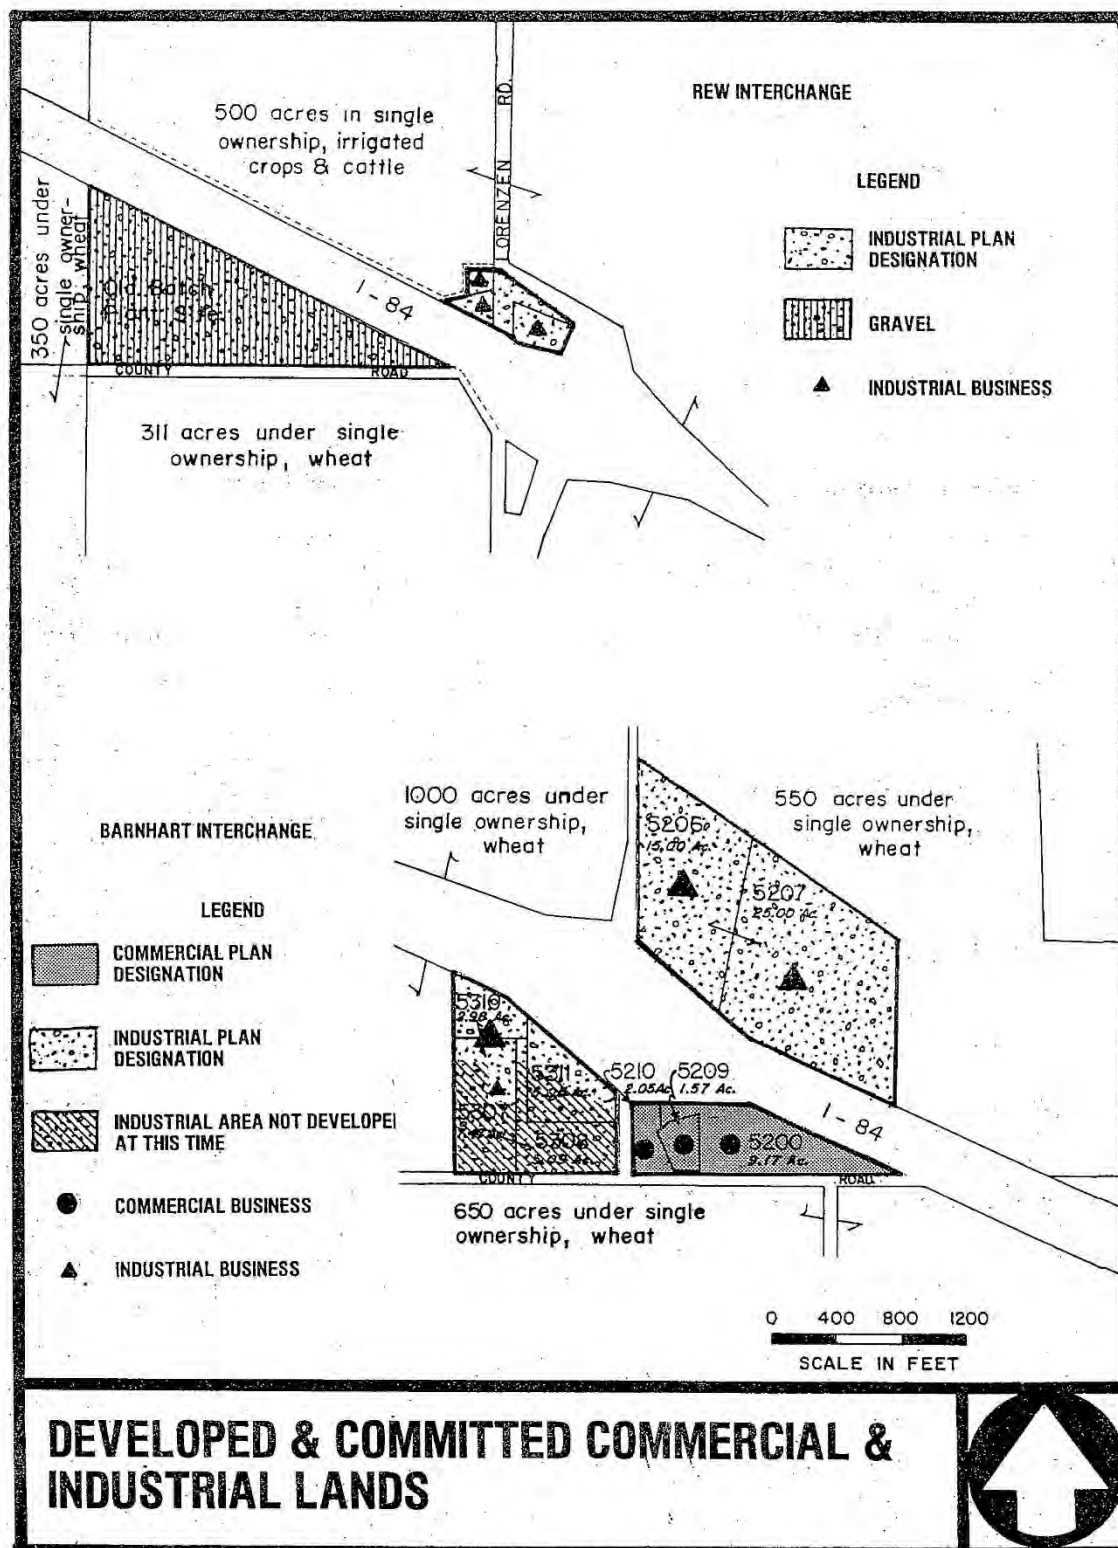 500 acres in single
ownership, irrigated
crops & cattle
LORENZEN RD.
REW INTERCHANGE
LEGEND
INDUSTRIAL PLAN
DESIGNATION
GRAVEL
INDUSTRIAL BUSINESS
350 acres under
single owner-
ship, wheat
Old Batch
Plant Site
I-84
COUNTY ROAD
311 acres under single
ownership, wheat
1000 acres under
single ownership,
wheat
550 acres under
single ownership,
wheat
BARNHART INTERCHANGE
LEGEND
COMMERCIAL PLAN
DESIGNATION
INDUSTRIAL PLAN
DESIGNATION
INDUSTRIAL AREA NOT DEVELOPE
AT THIS TIME
COMMERCIAL BUSINESS
INDUSTRIAL BUSINESS
5205
15.00 Ac.
5207
25.00 Ac.
5310
5311
5210
2.05Ac
5209
1.57 Ac.
5308
5200
9.17 Ac.
I-84
COUNTY ROAD
650 acres under single
ownership, wheat
0 400 800 1200
SCALE IN FEET
DEVELOPED & COMMITTED COMMERCIAL &
INDUSTRIAL LANDS